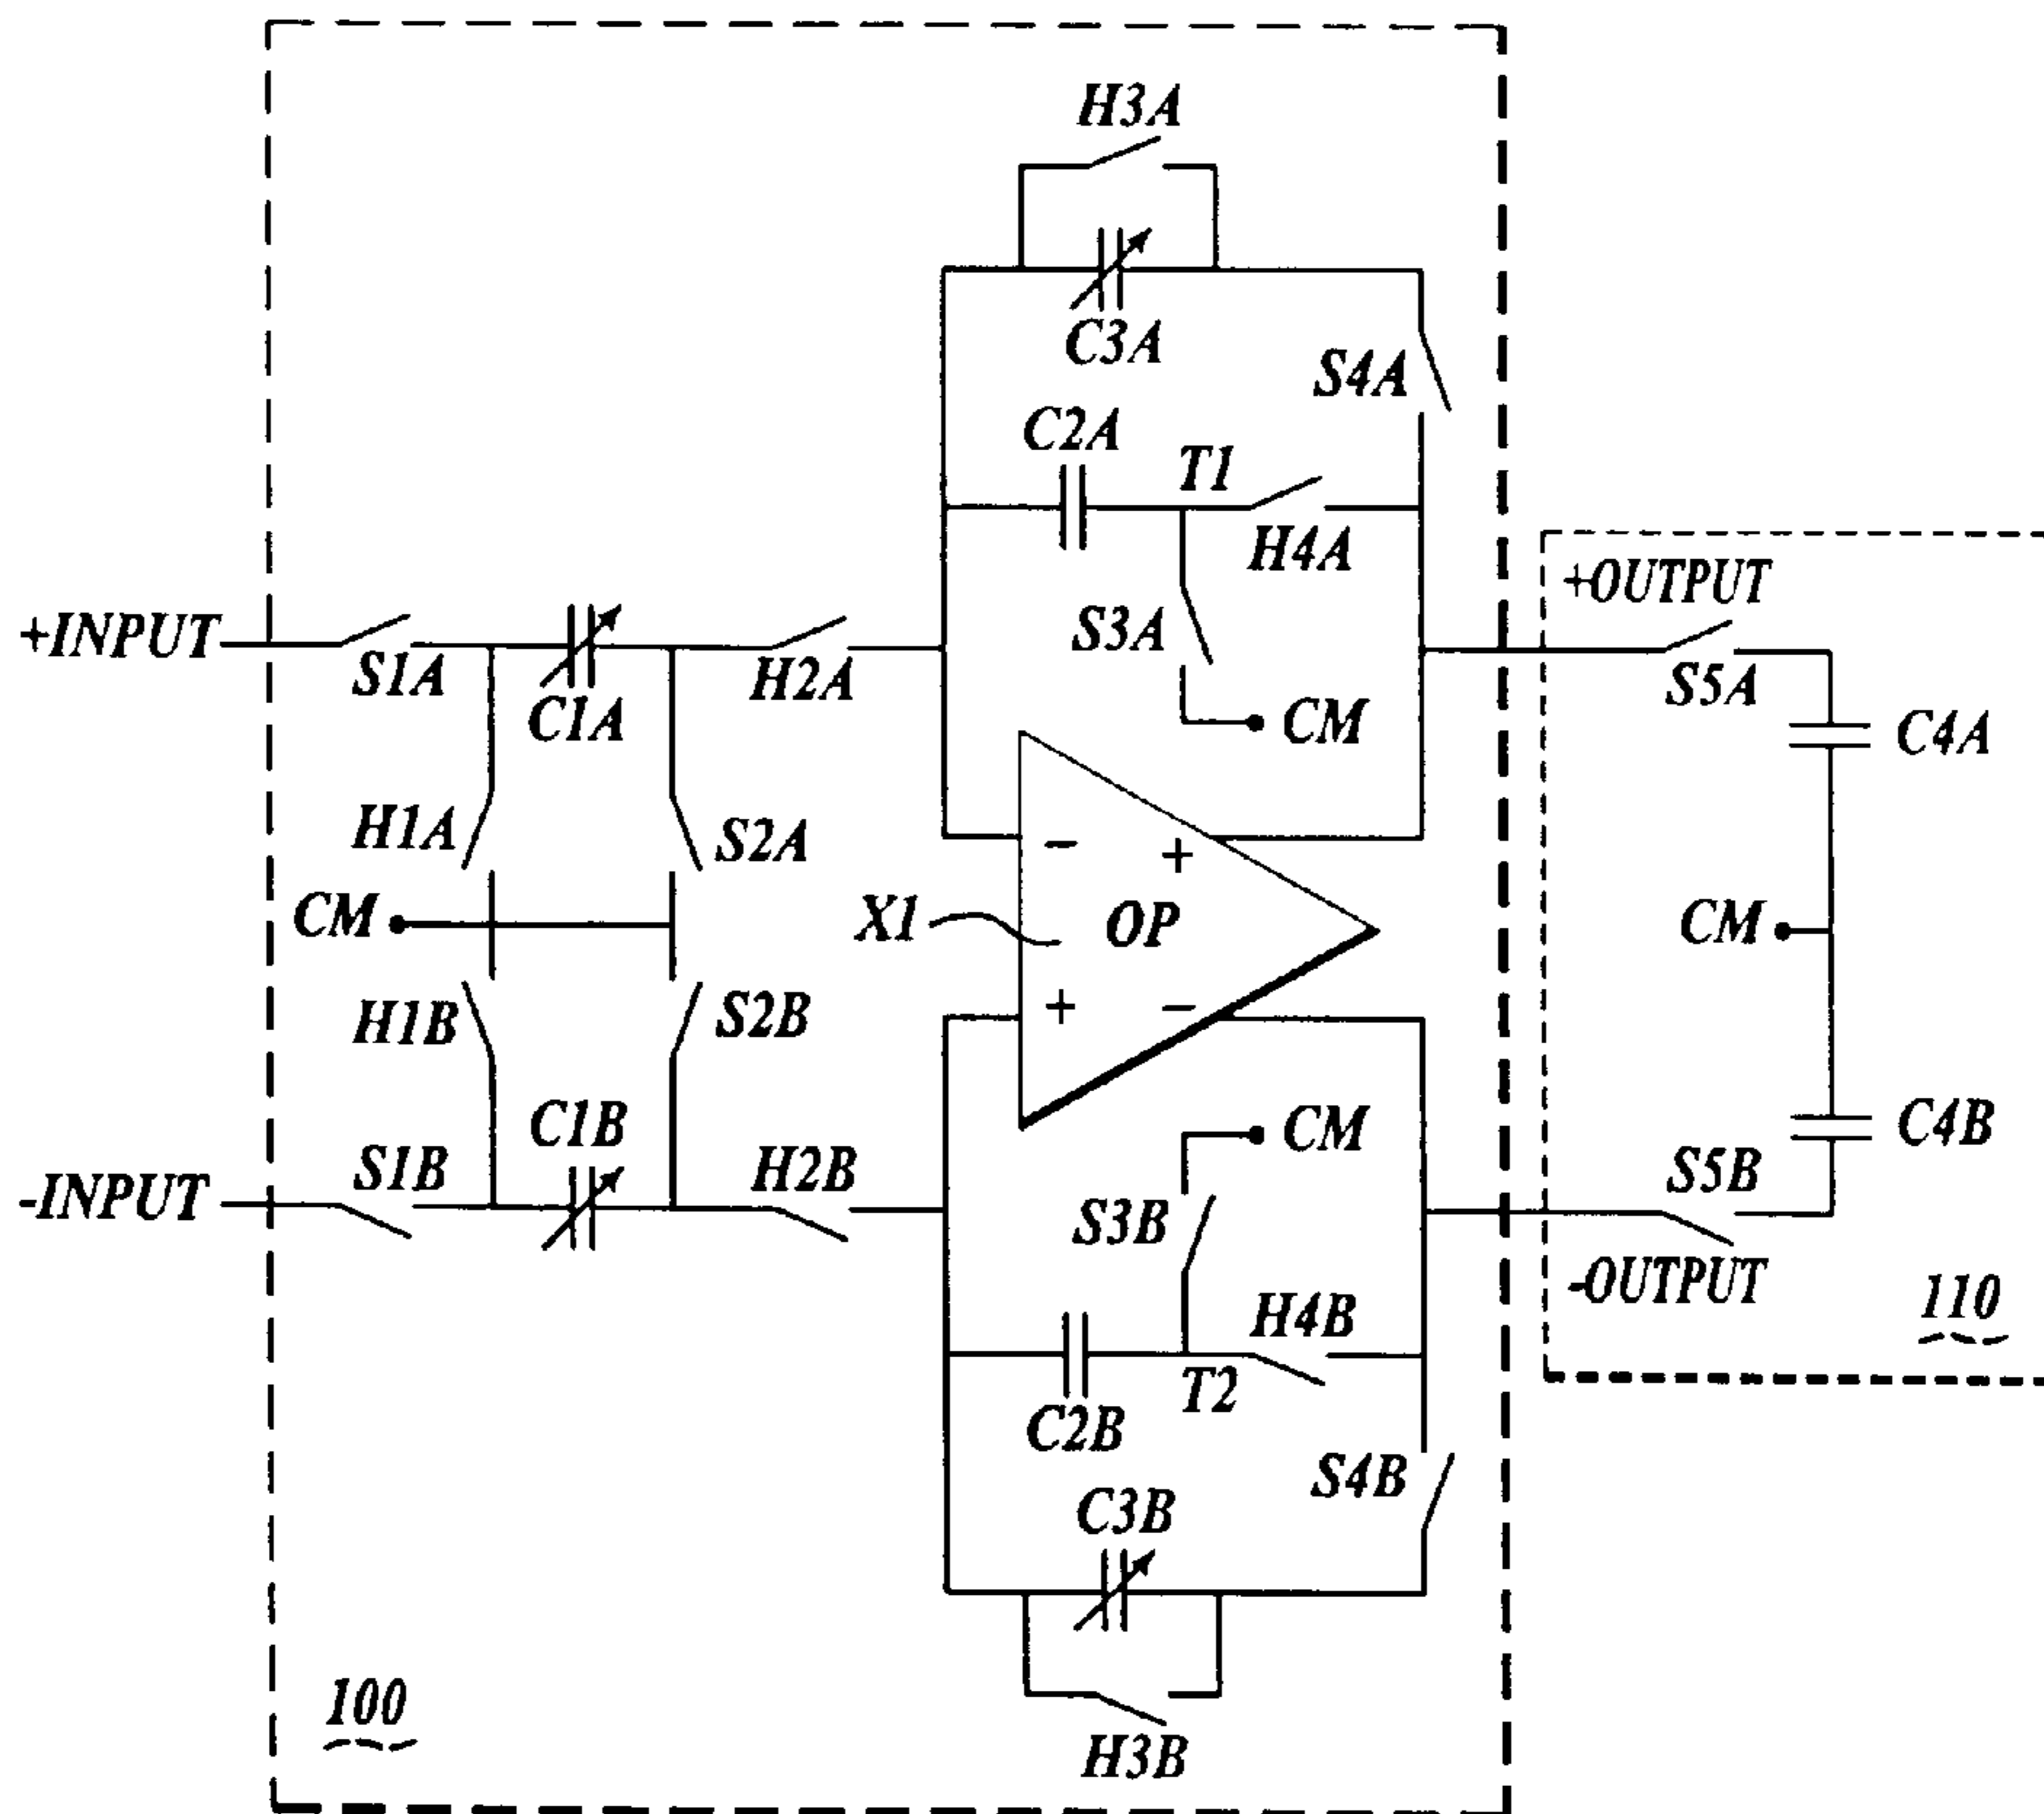 H3A
C3A
S4A
C2A
T1
H4A
+OUTPUT
+INPUT
S1A
C1A
H2A
S3A
CM
S5A
C4A
H1A
S2A
CM
X1
-
+
OP
CM
H1B
S2B
+
-
CM
C4B
C1B
S1B
H2B
S5B
-INPUT
S3B
-OUTPUT
110
H4B
T2
C2B
S4B
C3B
100
H3B